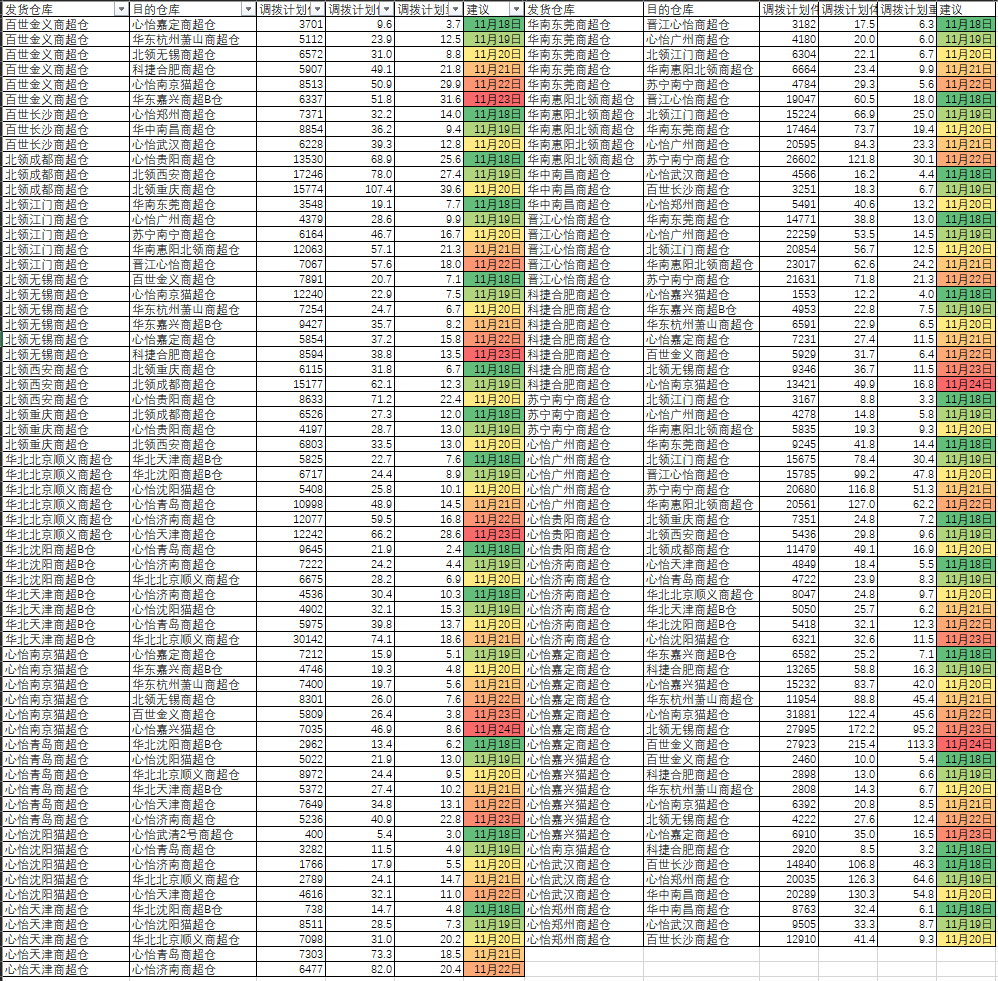 发货仓库 目的仓库 调拨计划件 调拨计划体 调拨计划重 建议 发货仓库 目的仓库 调拨计划件 调拨计划体 调拨计划重 建议
百世金义商超仓 心怡嘉定商超仓 3701 9.6 3.7 11月18日 华南东莞商超仓 晋江心怡商超仓 3182 17.5 6.3 11月18日
百世金义商超仓 华东杭州萧山商超仓 5112 23.9 12.5 11月19日 华南东莞商超仓 心怡广州商超仓 4180 20.0 6.0 11月19日
百世金义商超仓 北领无锡商超仓 6572 31.0 8.8 11月20日 华南东莞商超仓 北领江门商超仓 6304 22.1 6.7 11月20日
百世金义商超仓 科捷合肥商超仓 5907 49.1 21.8 11月21日 华南东莞商超仓 华南惠阳北领商超仓 6664 23.4 9.9 11月21日
百世金义商超仓 心怡南京猫超仓 8513 50.9 29.9 11月22日 华南东莞商超仓 苏宁南宁商超仓 4784 29.3 5.6 11月22日
百世金义商超仓 华东嘉兴商超B仓 6337 51.8 31.6 11月23日 华南惠阳北领商超仓 晋江心怡商超仓 19047 60.5 18.0 11月18日
百世长沙商超仓 心怡郑州商超仓 7371 32.2 14.0 11月18日 华南惠阳北领商超仓 北领江门商超仓 15224 66.9 25.0 11月19日
百世长沙商超仓 华中南昌商超仓 8854 36.2 9.4 11月19日 华南惠阳北领商超仓 华南东莞商超仓 17464 73.7 19.4 11月20日
百世长沙商超仓 心怡武汉商超仓 6228 39.3 12.8 11月20日 华南惠阳北领商超仓 心怡广州商超仓 20595 84.3 23.3 11月21日
北领成都商超仓 心怡贵阳商超仓 13530 68.9 25.6 11月18日 华南惠阳北领商超仓 苏宁南宁商超仓 26602 121.8 30.1 11月22日
北领成都商超仓 北领西安商超仓 17246 78.0 27.4 11月19日 华中南昌商超仓 心怡武汉商超仓 4566 16.2 4.4 11月18日
北领成都商超仓 北领重庆商超仓 15774 107.4 39.6 11月20日 华中南昌商超仓 百世长沙商超仓 3251 18.3 6.7 11月19日
北领江门商超仓 华南东莞商超仓 3548 19.1 7.7 11月18日 华中南昌商超仓 心怡郑州商超仓 5491 40.6 13.2 11月20日
北领江门商超仓 心怡广州商超仓 4379 28.6 9.9 11月19日 晋江心怡商超仓 华南东莞商超仓 14771 38.8 13.0 11月18日
北领江门商超仓 苏宁南宁商超仓 6164 46.7 16.7 11月20日 晋江心怡商超仓 心怡广州商超仓 22259 53.5 14.5 11月19日
北领江门商超仓 华南惠阳北领商超仓 12063 57.1 21.3 11月21日 晋江心怡商超仓 北领江门商超仓 20854 56.7 12.5 11月20日
北领江门商超仓 晋江心怡商超仓 7067 57.6 18.0 11月22日 晋江心怡商超仓 华南惠阳北领商超仓 23017 62.6 24.2 11月21日
北领无锡商超仓 百世金义商超仓 7891 20.7 7.1 11月18日 晋江心怡商超仓 苏宁南宁商超仓 21631 71.8 21.3 11月22日
北领无锡商超仓 心怡南京猫超仓 12240 22.9 7.5 11月19日 科捷合肥商超仓 心怡嘉兴猫超仓 1553 12.2 4.0 11月18日
北领无锡商超仓 华东杭州萧山商超仓 7254 24.7 6.7 11月20日 科捷合肥商超仓 华东嘉兴商超B仓 4953 22.8 7.5 11月19日
北领无锡商超仓 华东嘉兴商超B仓 9427 35.7 8.2 11月21日 科捷合肥商超仓 华东杭州萧山商超仓 6591 22.9 6.5 11月20日
北领无锡商超仓 心怡嘉定商超仓 5854 37.2 15.8 11月22日 科捷合肥商超仓 心怡嘉定商超仓 7231 27.4 11.5 11月21日
北领无锡商超仓 科捷合肥商超仓 8594 38.8 13.5 11月23日 科捷合肥商超仓 百世金义商超仓 5929 31.7 6.4 11月22日
北领西安商超仓 北领重庆商超仓 6115 31.8 6.7 11月18日 科捷合肥商超仓 北领无锡商超仓 9346 36.7 11.5 11月23日
北领西安商超仓 北领成都商超仓 15177 62.1 12.3 11月19日 科捷合肥商超仓 心怡南京猫超仓 13421 49.9 16.8 11月24日
北领西安商超仓 心怡贵阳商超仓 8633 71.2 22.4 11月20日 苏宁南宁商超仓 北领江门商超仓 3167 8.8 3.3 11月18日
北领重庆商超仓 北领成都商超仓 6526 27.3 12.0 11月18日 苏宁南宁商超仓 心怡广州商超仓 4278 14.8 5.8 11月19日
北领重庆商超仓 心怡贵阳商超仓 4197 28.7 13.0 11月19日 苏宁南宁商超仓 华南惠阳北领商超仓 5835 19.3 9.3 11月20日
北领重庆商超仓 北领西安商超仓 6803 33.5 13.0 11月20日 心怡广州商超仓 华南东莞商超仓 9245 41.8 14.4 11月18日
华北北京顺义商超仓 华北天津商超B仓 5825 22.7 7.6 11月18日 心怡广州商超仓 北领江门商超仓 15675 78.4 30.4 11月19日
华北北京顺义商超仓 华北沈阳商超B仓 6717 24.4 8.9 11月19日 心怡广州商超仓 晋江心怡商超仓 15785 99.2 47.8 11月20日
华北北京顺义商超仓 心怡沈阳猫超仓 5408 25.8 10.1 11月20日 心怡广州商超仓 苏宁南宁商超仓 20680 116.8 51.3 11月21日
华北北京顺义商超仓 心怡青岛商超仓 10998 48.9 14.5 11月21日 心怡广州商超仓 华南惠阳北领商超仓 20561 127.0 62.2 11月22日
华北北京顺义商超仓 心怡济南商超仓 12077 59.5 16.8 11月22日 心怡贵阳商超仓 北领重庆商超仓 7351 24.8 7.2 11月18日
华北北京顺义商超仓 心怡天津商超仓 12242 66.2 28.6 11月23日 心怡贵阳商超仓 北领西安商超仓 5436 29.8 9.6 11月19日
华北沈阳商超B仓 心怡青岛商超仓 9645 21.9 2.4 11月18日 心怡贵阳商超仓 北领成都商超仓 11479 49.1 16.9 11月20日
华北沈阳商超B仓 心怡济南商超仓 7222 24.2 4.4 11月19日 心怡济南商超仓 心怡天津商超仓 4849 18.4 5.5 11月18日
华北沈阳商超B仓 华北北京顺义商超仓 6675 28.2 6.9 11月20日 心怡济南商超仓 心怡青岛商超仓 4722 23.9 8.3 11月19日
华北天津商超B仓 心怡济南商超仓 4536 30.4 10.3 11月18日 心怡济南商超仓 华北北京顺义商超仓 8047 24.8 9.7 11月20日
华北天津商超B仓 心怡沈阳猫超仓 4902 32.1 15.3 11月19日 心怡济南商超仓 华北天津商超B仓 5050 25.7 6.2 11月21日
华北天津商超B仓 心怡青岛商超仓 5975 39.8 13.7 11月20日 心怡济南商超仓 华北沈阳商超B仓 5418 32.1 12.3 11月22日
华北天津商超B仓 华北北京顺义商超仓 30142 74.1 18.6 11月21日 心怡济南商超仓 心怡沈阳猫超仓 6321 32.6 11.5 11月23日
心怡南京猫超仓 心怡嘉定商超仓 7212 15.9 5.1 11月19日 心怡嘉定商超仓 华东嘉兴商超B仓 6582 25.2 7.1 11月18日
心怡南京猫超仓 华东嘉兴商超B仓 4746 19.3 4.8 11月20日 心怡嘉定商超仓 科捷合肥商超仓 13265 58.8 16.3 11月19日
心怡南京猫超仓 华东杭州萧山商超仓 7400 19.7 5.6 11月21日 心怡嘉定商超仓 心怡嘉兴猫超仓 15232 83.7 42.0 11月20日
心怡南京猫超仓 北领无锡商超仓 8301 26.0 7.6 11月22日 心怡嘉定商超仓 华东杭州萧山商超仓 11954 88.8 45.4 11月21日
心怡南京猫超仓 百世金义商超仓 5809 26.4 3.8 11月23日 心怡嘉定商超仓 心怡南京猫超仓 31881 122.4 45.6 11月22日
心怡南京猫超仓 心怡嘉兴猫超仓 7035 46.9 8.6 11月24日 心怡嘉定商超仓 北领无锡商超仓 27995 172.2 95.2 11月23日
心怡青岛商超仓 华北沈阳商超B仓 2962 13.4 6.2 11月18日 心怡嘉定商超仓 百世金义商超仓 27923 215.4 113.3 11月24日
心怡青岛商超仓 心怡沈阳猫超仓 5022 21.9 13.0 11月19日 心怡嘉兴猫超仓 百世金义商超仓 2460 10.0 5.4 11月18日
心怡青岛商超仓 华北北京顺义商超仓 8972 24.4 9.5 11月20日 心怡嘉兴猫超仓 科捷合肥商超仓 2898 13.0 6.6 11月19日
心怡青岛商超仓 华北天津商超B仓 5372 27.4 10.2 11月21日 心怡嘉兴猫超仓 华东杭州萧山商超仓 2808 14.3 6.7 11月20日
心怡青岛商超仓 心怡天津商超仓 7649 34.8 13.1 11月22日 心怡嘉兴猫超仓 心怡南京猫超仓 6392 20.8 8.5 11月21日
心怡青岛商超仓 心怡济南商超仓 5236 40.9 22.8 11月23日 心怡嘉兴猫超仓 北领无锡商超仓 4222 27.6 12.4 11月22日
心怡沈阳猫超仓 心怡武清2号商超仓 400 5.4 3.0 11月18日 心怡嘉兴猫超仓 心怡嘉定商超仓 6910 35.0 16.5 11月23日
心怡沈阳猫超仓 心怡青岛商超仓 3282 11.5 4.9 11月19日 心怡南京猫超仓 科捷合肥商超仓 2920 8.5 3.2 11月18日
心怡沈阳猫超仓 心怡济南商超仓 1766 17.9 5.5 11月20日 心怡武汉商超仓 百世长沙商超仓 14840 106.8 46.3 11月18日
心怡沈阳猫超仓 华北北京顺义商超仓 2789 24.1 14.7 11月21日 心怡武汉商超仓 心怡郑州商超仓 20035 126.3 64.6 11月19日
心怡沈阳猫超仓 心怡天津商超仓 4616 32.1 11.0 11月22日 心怡武汉商超仓 华中南昌商超仓 20289 130.3 54.8 11月20日
心怡天津商超仓 华北沈阳商超B仓 738 14.7 4.8 11月18日 心怡郑州商超仓 华中南昌商超仓 8763 32.4 6.1 11月18日
心怡天津商超仓 心怡沈阳猫超仓 8511 28.5 7.3 11月19日 心怡郑州商超仓 心怡武汉商超仓 9505 33.3 8.7 11月19日
心怡天津商超仓 华北北京顺义商超仓 7098 31.0 20.2 11月20日 心怡郑州商超仓 百世长沙商超仓 12910 41.4 9.3 11月20日
心怡天津商超仓 心怡青岛商超仓 7303 73.3 18.5 11月21日
心怡天津商超仓 心怡济南商超仓 6477 82.0 20.4 11月22日